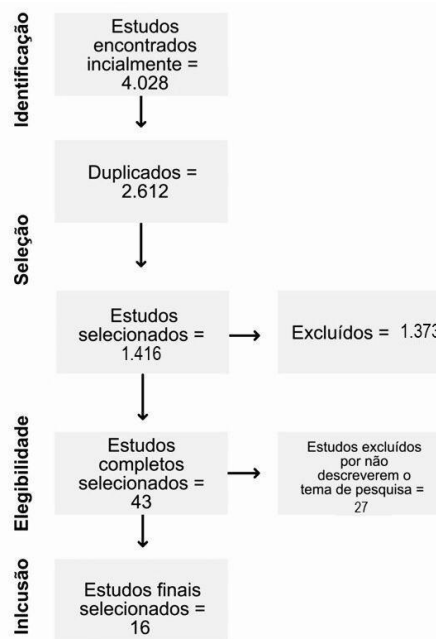 Identificação
Estudos
encontrados
incialmente =
4.028
Duplicados =
2.612
Seleção
Estudos
selecionados =
1.416
Excluídos = 1.373
Elegibilidade
Estudos
completos
selecionados =
43
Estudos excluídos
por não
descreverem o
tema de pesquisa =
27
Inlcusão
Estudos finais
selecionados =
16